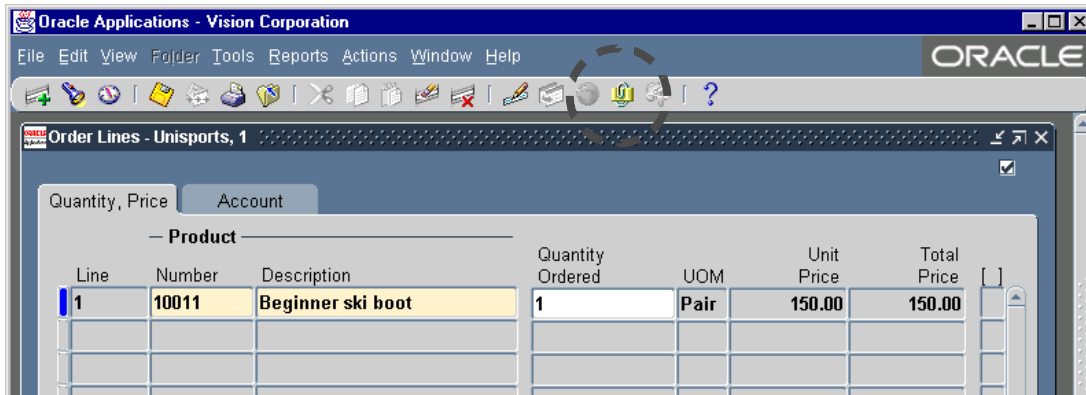 Oracle Applications - Vision Corporation
File Edit View Folder Tools Reports Actions Window Help
ORACLE
?
Order Lines - Unisports, 1
Quantity, Price Account
Product
Line Number Description Quantity Ordered UOM Unit Price Total Price [ ]
1 10011 Beginner ski boot 1 Pair 150.00 150.00